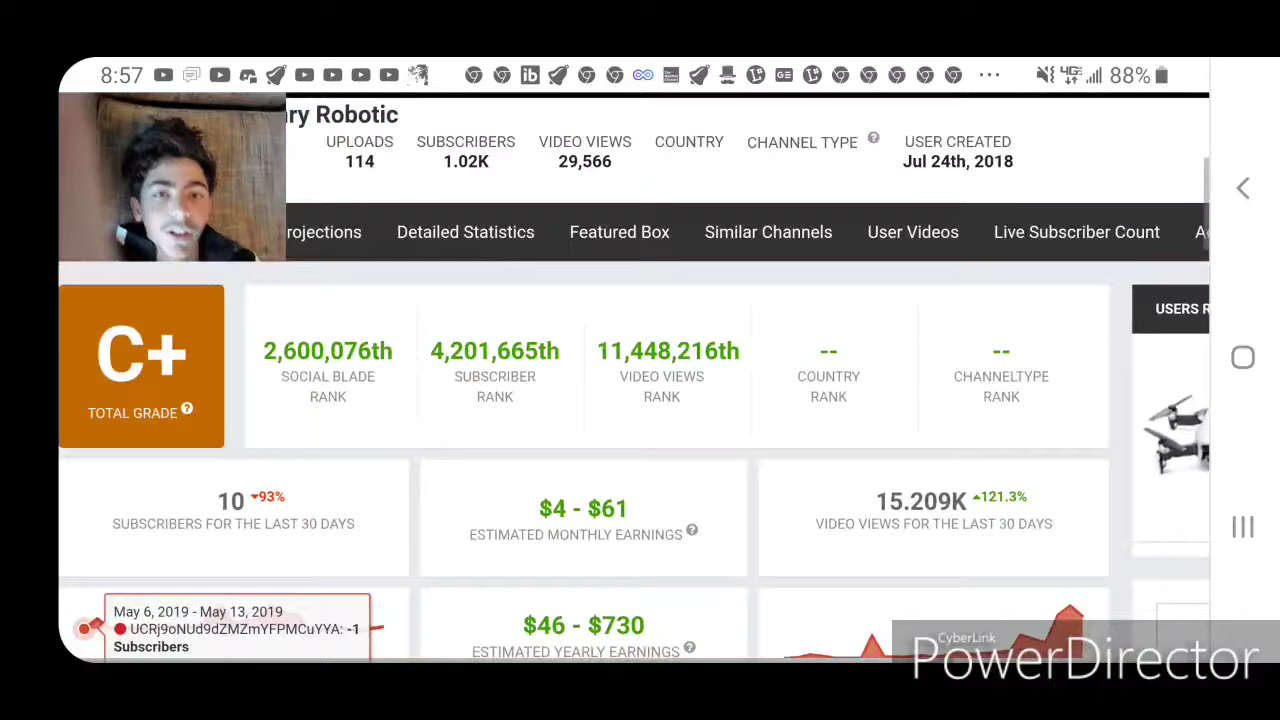 8:57 88%
ry Robotic
UPLOADS SUBSCRIBERS VIDEO VIEWS COUNTRY CHANNEL TYPE USER CREATED
114 1.02K 29,566 Jul 24th, 2018
rojections Detailed Statistics Featured Box Similar Channels User Videos Live Subscriber Count A
C+
TOTAL GRADE
2,600,076th 4,201,665th 11,448,216th -- --
SOCIAL BLADE SUBSCRIBER VIDEO VIEWS COUNTRY CHANNELTYPE
RANK RANK RANK RANK RANK
USERS R
10 93%
SUBSCRIBERS FOR THE LAST 30 DAYS
$4 - $61
ESTIMATED MONTHLY EARNINGS
15.209K 121.3%
VIDEO VIEWS FOR THE LAST 30 DAYS
May 6, 2019 - May 13, 2019
UCRj9oNUd9dZMZmYFPMCuYYA: -1
Subscribers
$46 - $730
ESTIMATED YEARLY EARNINGS
CyberLink
PowerDirector